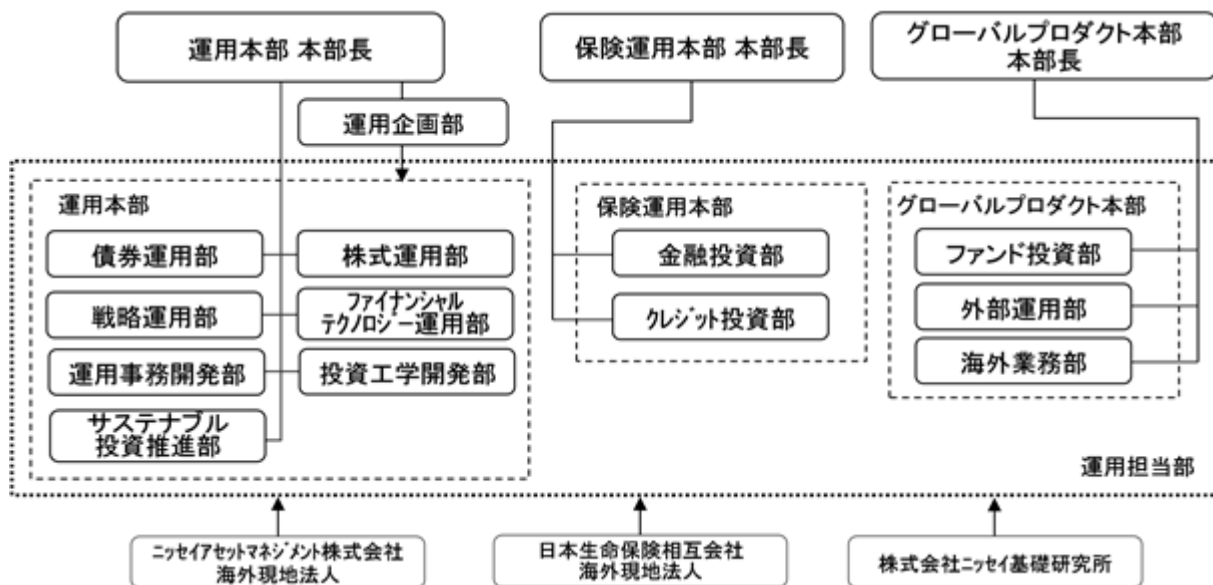 運用本部 本部長
保険運用本部 本部長
グローバルプロダクト本部
本部長
運用企画部
運用本部
債券運用部
株式運用部
戦略運用部
ファイナンシャル
テクノロジー運用部
運用事務開発部
投資工学開発部
サステナブル
投資推進部
保険運用本部
金融投資部
クレジット投資部
グローバルプロダクト本部
ファンド投資部
外部運用部
海外業務部
運用担当部
ニッセイアセットマネジメント株式会社
海外現地法人
日本生命保険相互会社
海外現地法人
株式会社ニッセイ基礎研究所